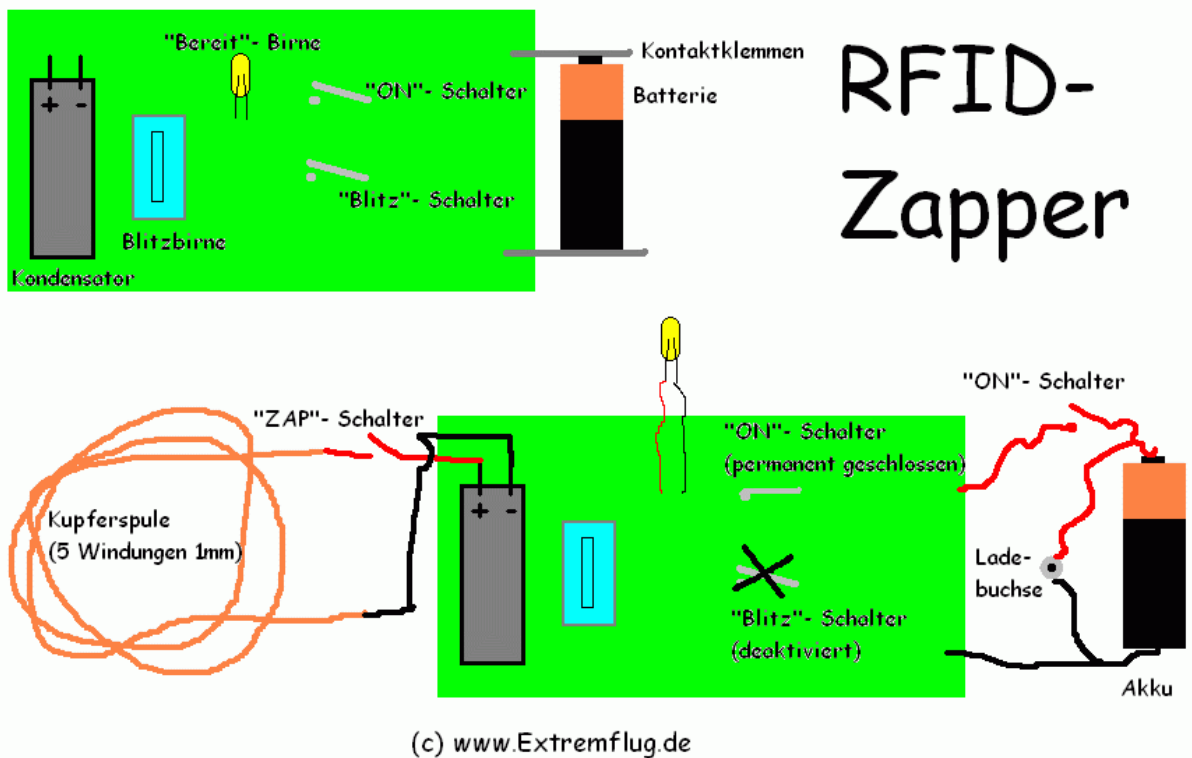 "Bereit"- Birne
Kontaktklemmen
RFID-
"ON"- Schalter
Batterie
+ -
Zapper
"Blitz"- Schalter
Blitzbirne
Kondensator
"ON"- Schalter
"ZAP"- Schalter
"ON"- Schalter
(permanent geschlossen)
+ -
Kupferspule
(5 Windungen 1mm)
Lade-
buchse
"Blitz"- Schalter
(deaktiviert)
Akku
(c) www.Extremflug.de